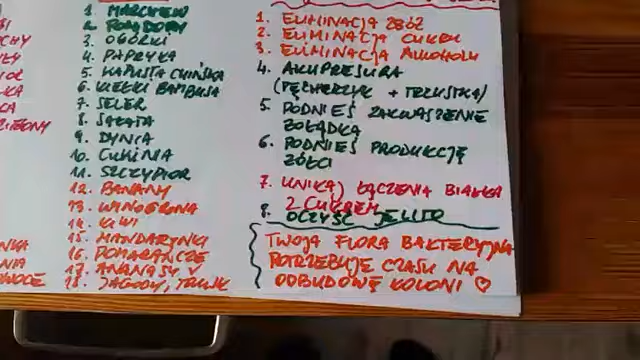 1. MARCHEW
2. POMIDORY
3. OGÓRKI
4. PAPRYKA
5. KAPUSTA CHIŃSKA
6. KIEŁKI BAMBUSA
7. SELER
8. SAŁATA
9. DYNIA
10. CUKINIA
11. SZCZYPIOR
12. BANANY
13. WINOGRONA
14. KIWI
15. MANDARYNKI
16. POMARAŃCZE
17. ANANASY
18. JAGODY, TRUSK
1. ELIMINACJA ZBÓŻ
2. ELIMINACJA CUKRU
3. ELIMINACJA ALKOHOLU
4. AKUPRESURA
(PĘCHERZYK + TRZUSTKA)
5. PODNIEŚ ZAKWASZENIE
ŻOŁĄDKA
6. PODNIEŚ PRODUKCJĘ
ŻÓŁCI
7. UNIKAJ ŁĄCZENIA BIAŁKA
Z CUKREM
8. OCZYŚĆ JELITO
TWOJA FLORA BAKTERYJNA
POTRZEBUJE CZASU NA
ODBUDOWĘ KOLONI ♡